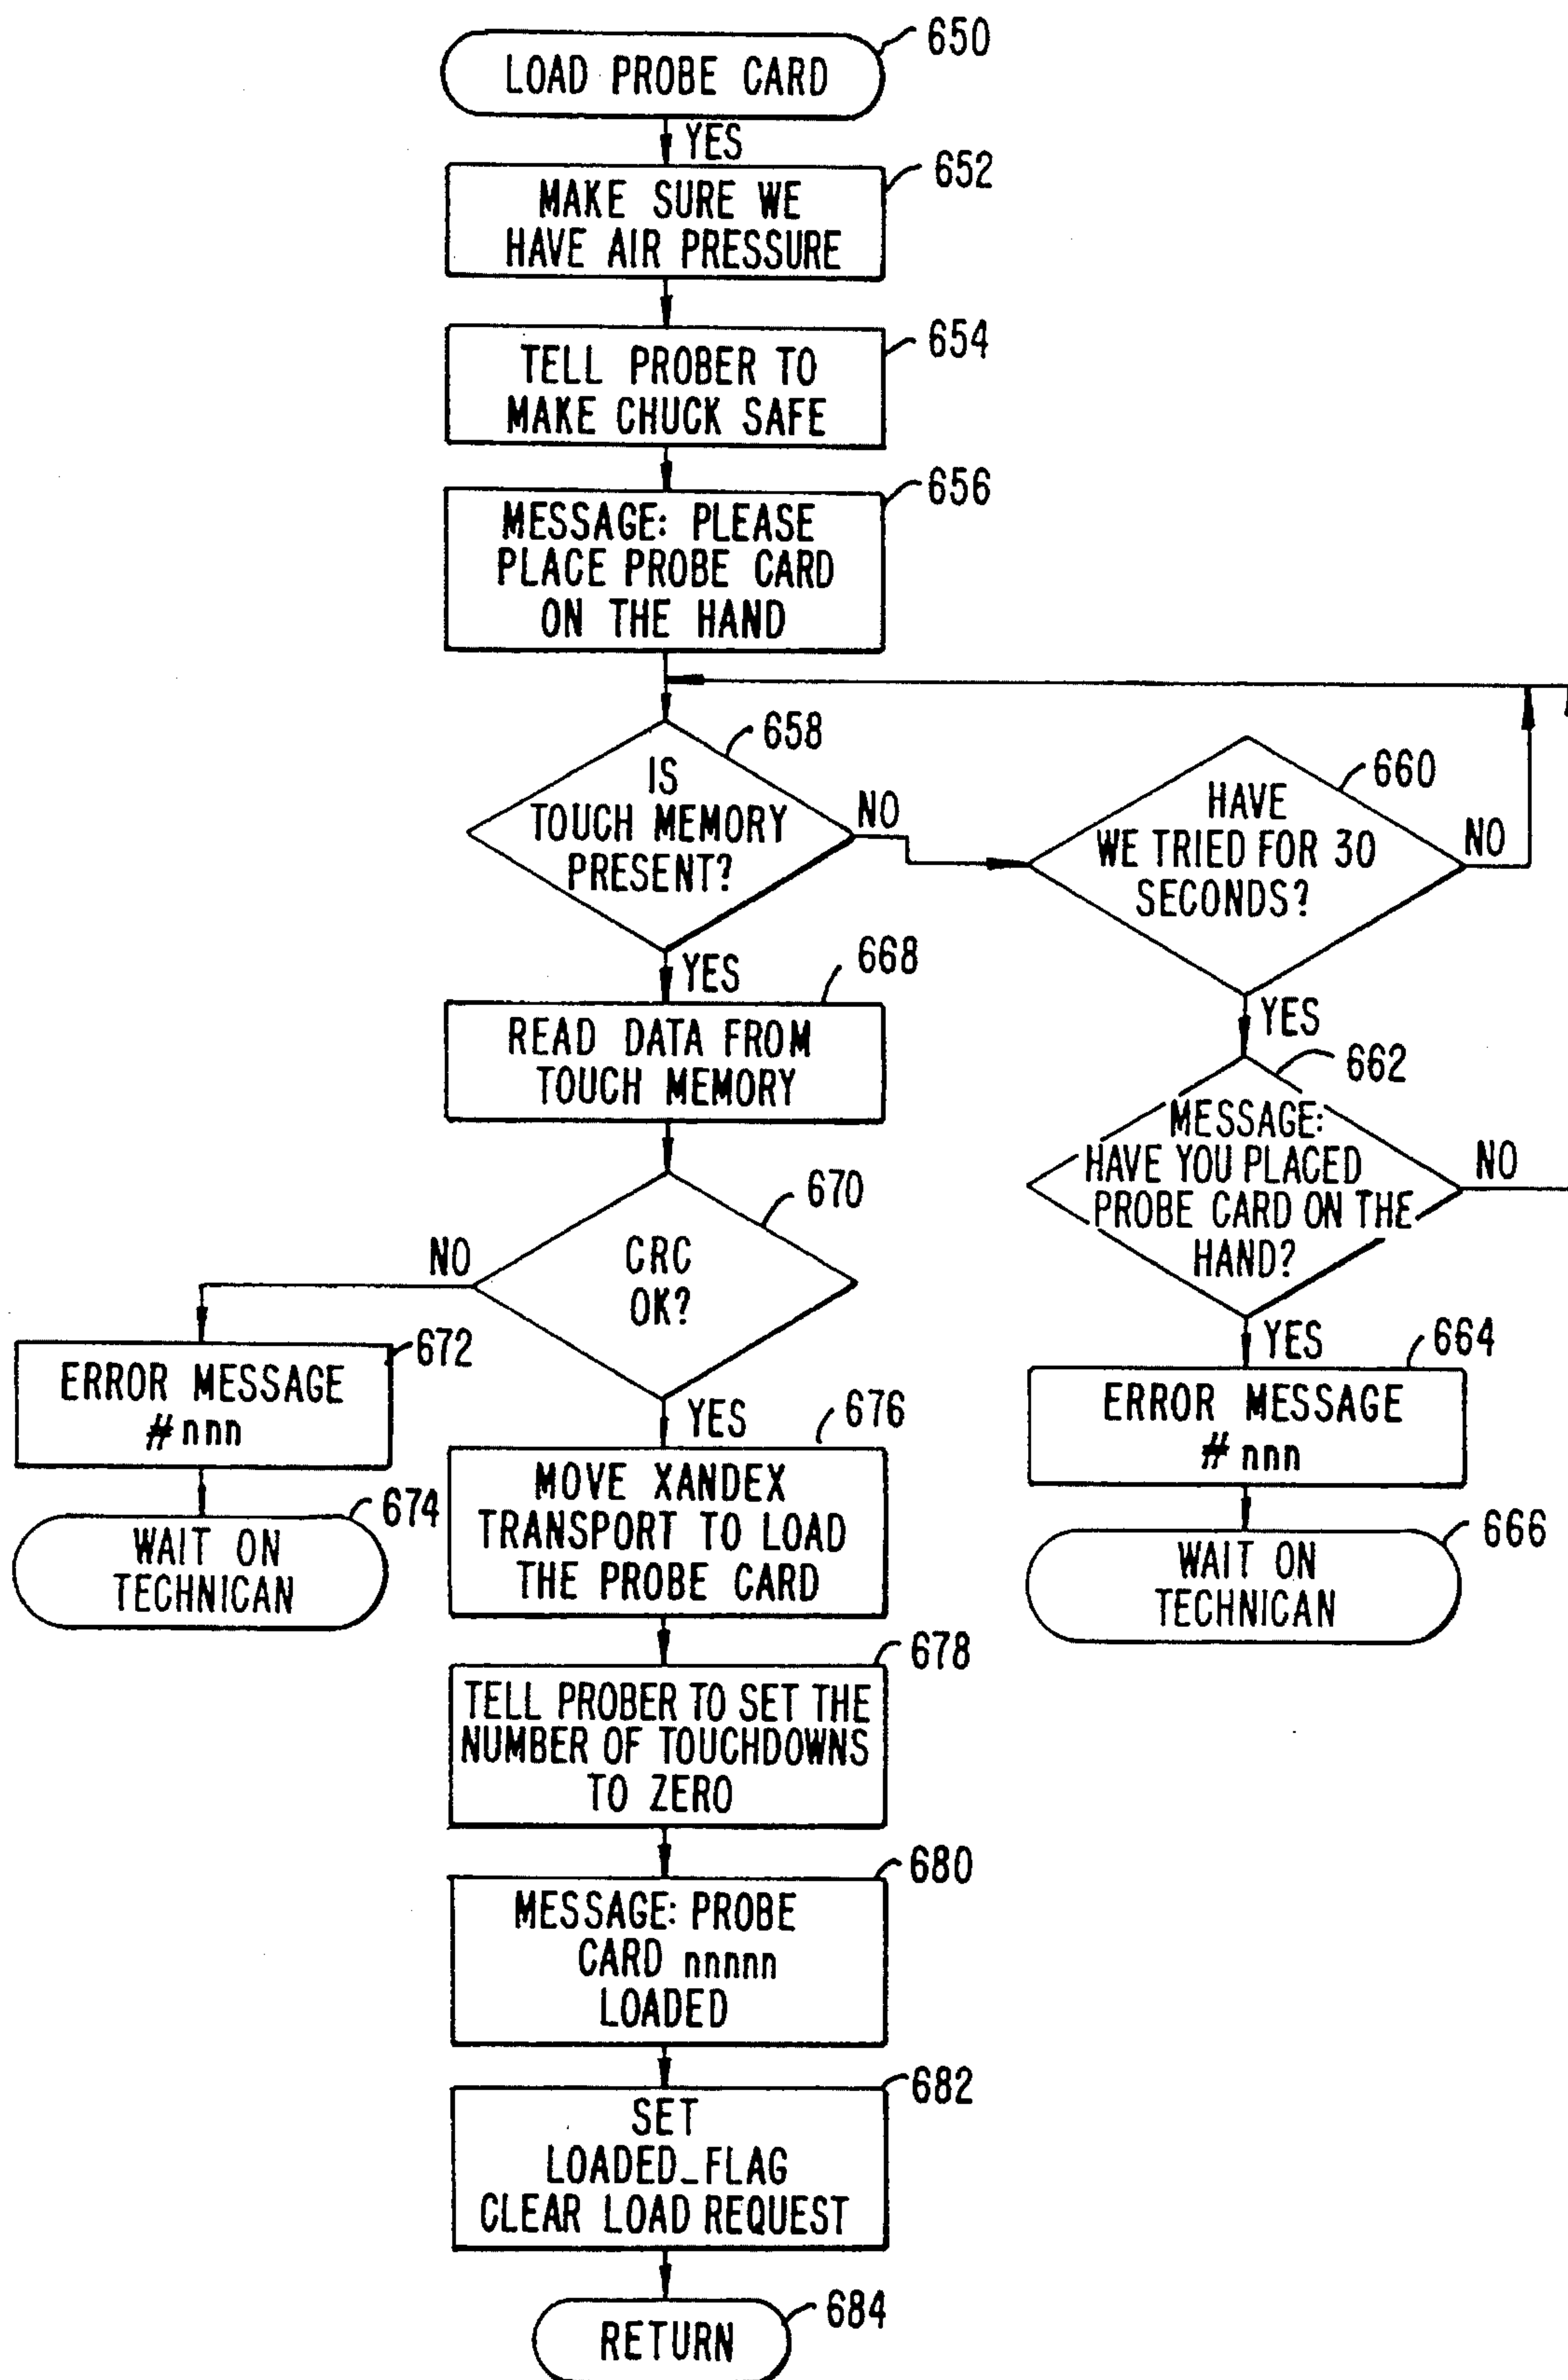 LOAD PROBE CARD
650
YES
652
MAKE SURE WE
HAVE AIR PRESSURE
654
TELL PROBER TO
MAKE CHUCK SAFE
656
MESSAGE: PLEASE
PLACE PROBE CARD
ON THE HAND
658
IS
TOUCH MEMORY
PRESENT?
NO
660
HAVE
WE TRIED FOR 30
SECONDS?
NO
YES
668
READ DATA FROM
TOUCH MEMORY
YES
662
MESSAGE:
HAVE YOU PLACED
PROBE CARD ON THE
HAND?
NO
670
CRC
OK?
NO
672
ERROR MESSAGE
#nnn
674
WAIT ON
TECHNICAN
YES
664
ERROR MESSAGE
#nnn
666
WAIT ON
TECHNICAN
YES
676
MOVE XANDEX
TRANSPORT TO LOAD
THE PROBE CARD
678
TELL PROBER TO SET THE
NUMBER OF TOUCHDOWNS
TO ZERO
680
MESSAGE: PROBE
CARD nnnnn
LOADED
682
SET
LOADED_FLAG
CLEAR LOAD REQUEST
684
RETURN